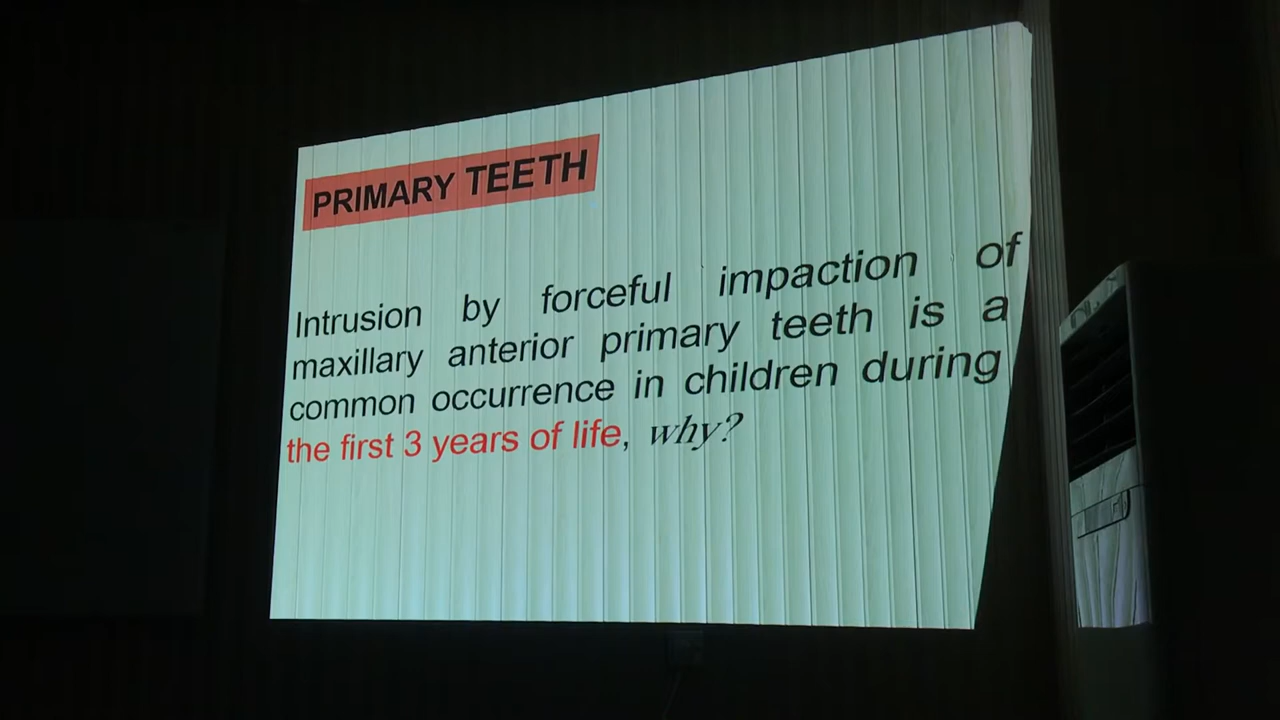 PRIMARY TEETH
Intrusion by forceful impaction of
maxillary anterior primary teeth is a
common occurrence in children during
the first 3 years of life, why?